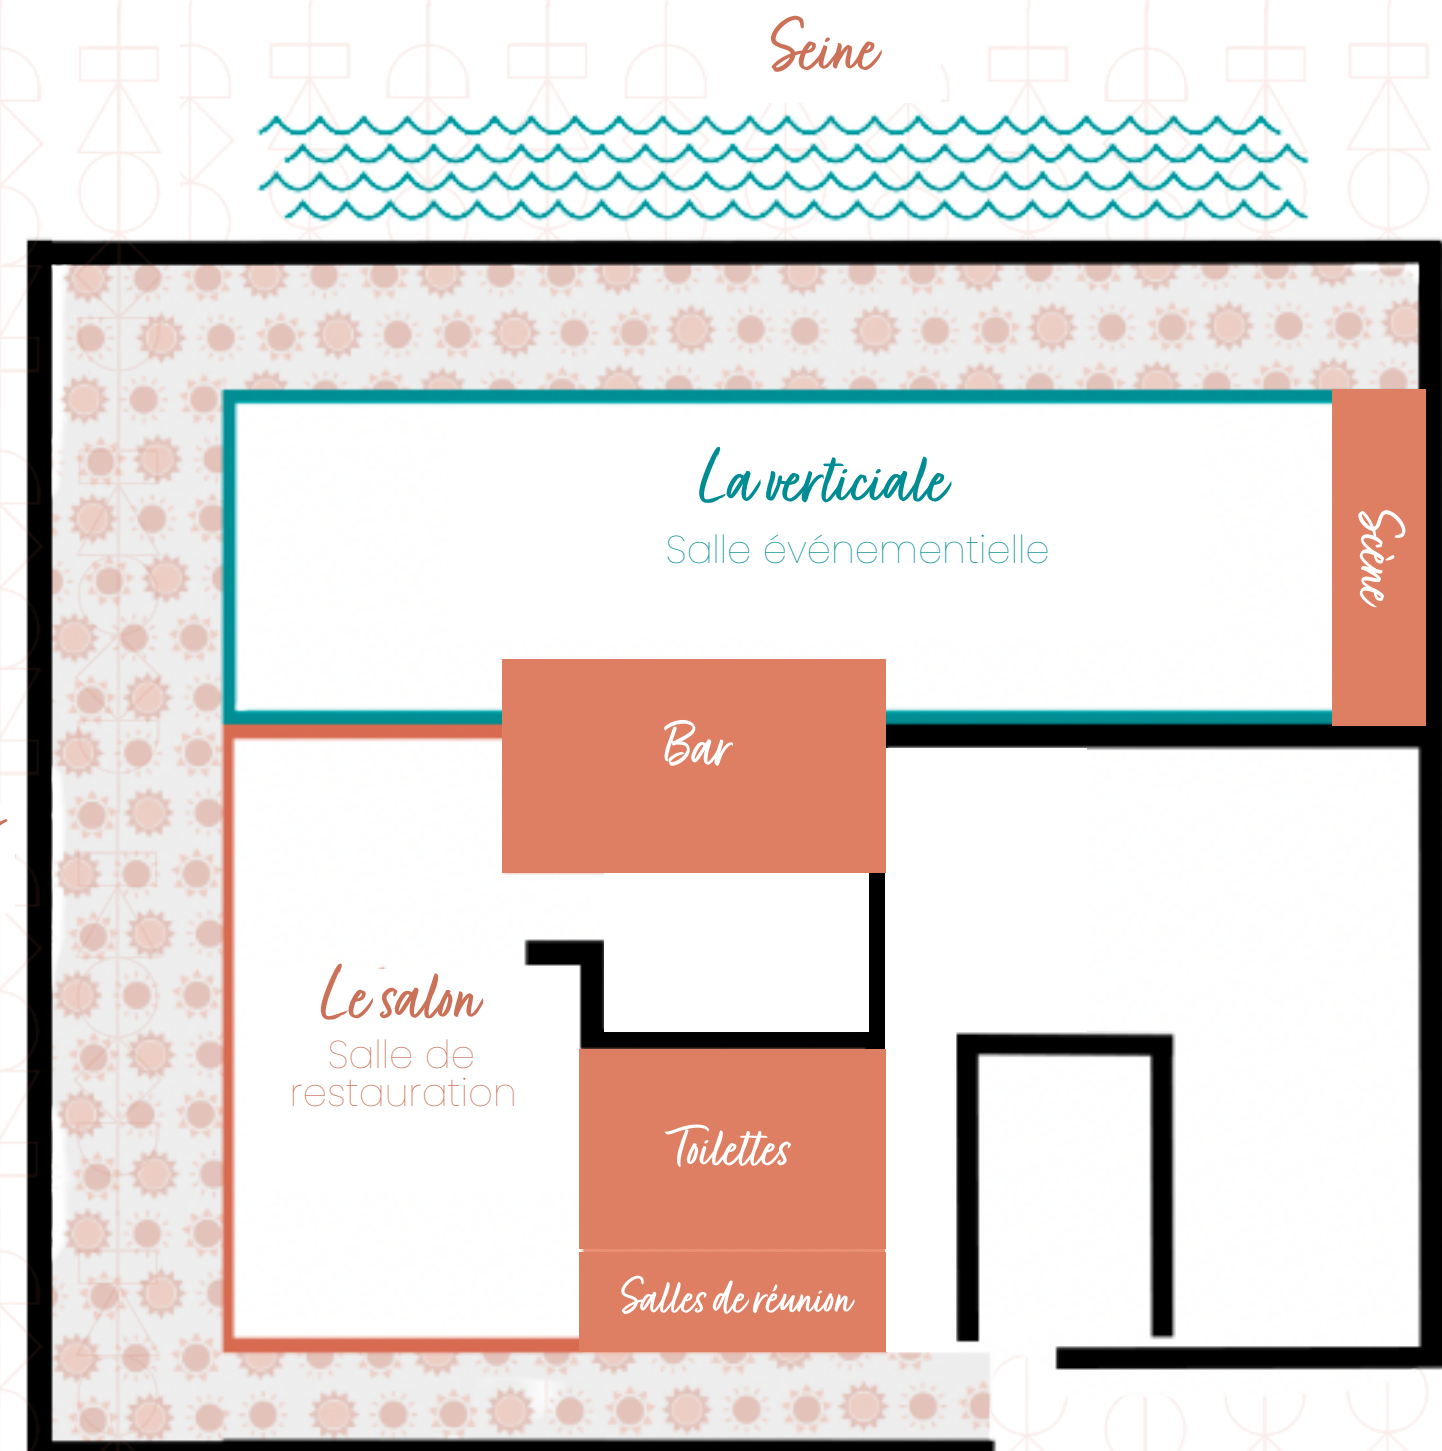 Seine
La verticiale
Salle événementielle
Scène
Bar
Le salon
Salle de
restauration
Toilettes
Salles de réunion